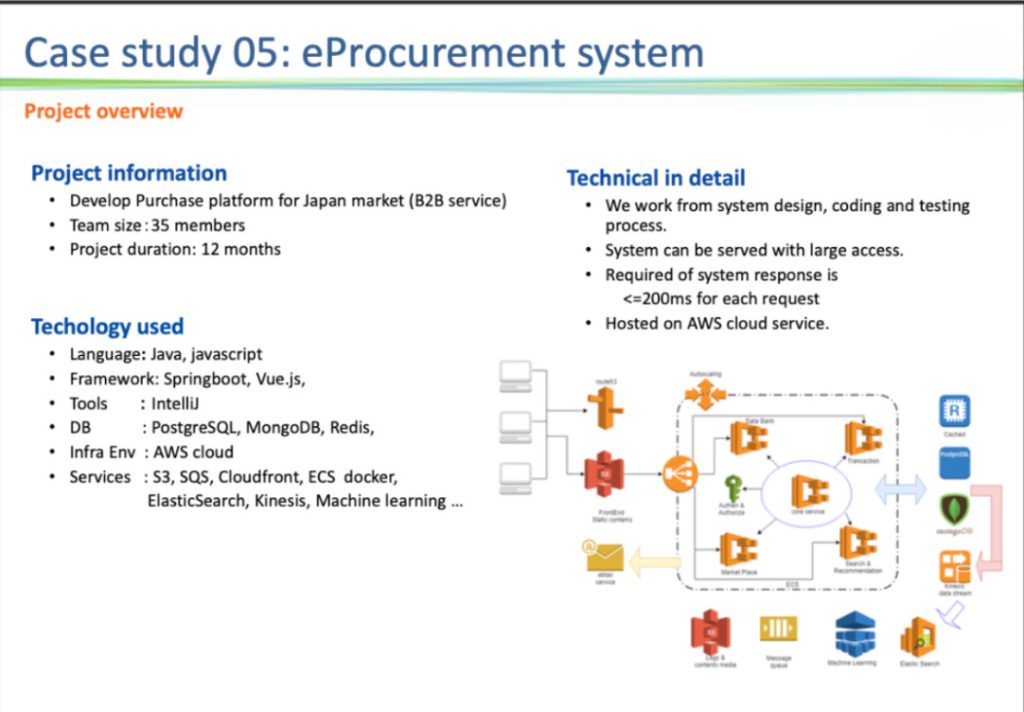 Case study 05: eProcurement system
Project overview
Project information
• Develop Purchase platform for Japan market (B2B service)
• Team size : 35 members
• Project duration: 12 months
Techology used
• Language: Java, javascript
• Framework: Springboot, Vue.js,
• Tools : IntelliJ
• DB : PostgreSQL, MongoDB, Redis,
• Infra Env : AWS cloud
• Services : S3, SQS, Cloudfront, ECS docker,
ElasticSearch, Kinesis, Machine learning ...
Technical in detail
• We work from system design, coding and testing
process.
• System can be served with large access.
• Required of system response is
<=200ms for each request
• Hosted on AWS cloud service.
route53
FrontEnd
Static contents
@
eMail
service
Autoscaling
Data Bank
Transaction
Authen &
Authorize
core service
Market Place
Search &
Recommendation
ECS
R
Cached
PostgreSQL
mongoDB
Kinesis
data stream
Logs &
contents media
Message
queue
Machine Learning
Elastic Search